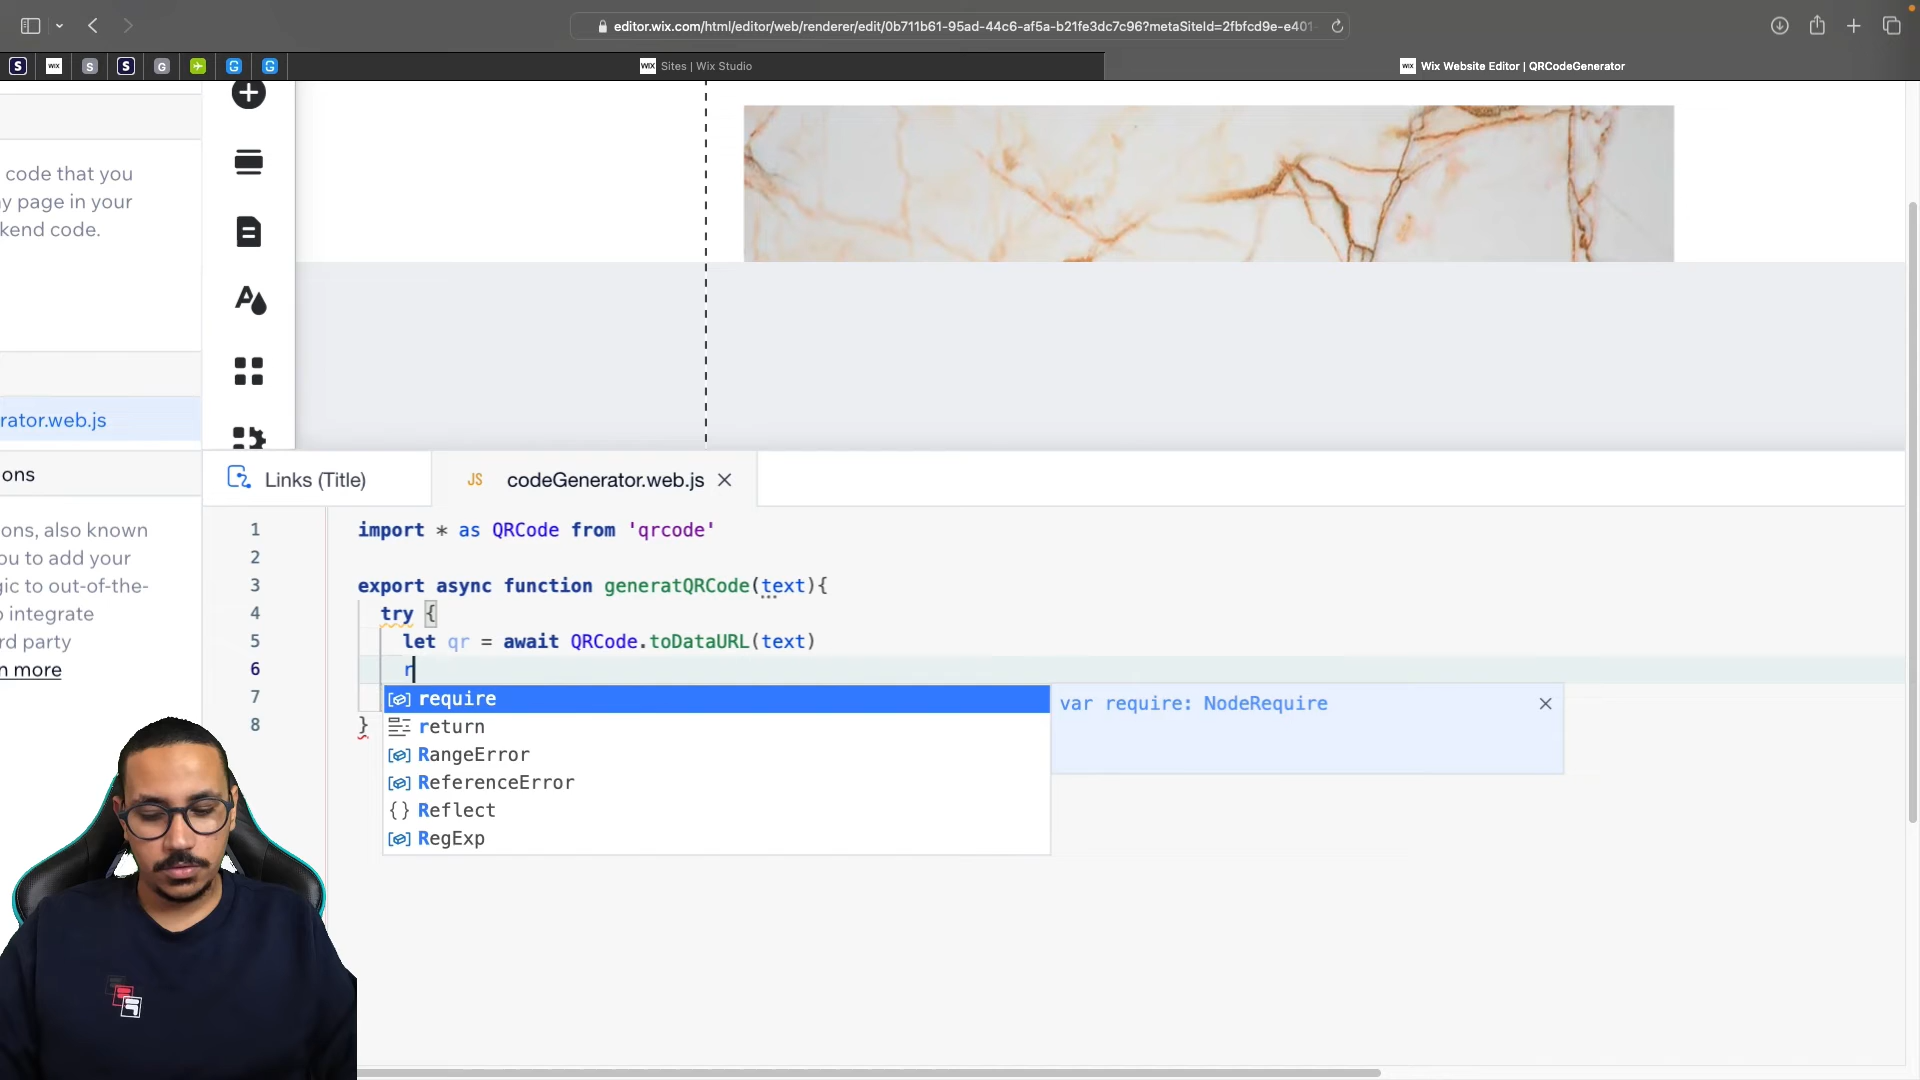 editor.wix.com/html/editor/web/renderer/edit/0b711b61-95ad-44c6-af5a-b21fe3dc7c96?metaSiteId=2fbfcd9e-e401-
S WIX S S G G G WIX Sites | Wix Studio WIX Wix Website Editor | QRCodeGenerator
code that you
y page in your
kend code.
rator.web.js
ons
ons, also known
ou to add your
gic to out-of-the-
o integrate
rd party
n more
Links (Title) JS codeGenerator.web.js
1 import * as QRCode from 'qrcode'
2
3 export async function generatQRCode(text){
4 try {
5 let qr = await QRCode.toDataURL(text)
6 r
7
8 }
require
return
RangeError
ReferenceError
Reflect
RegExp
var require: NodeRequire